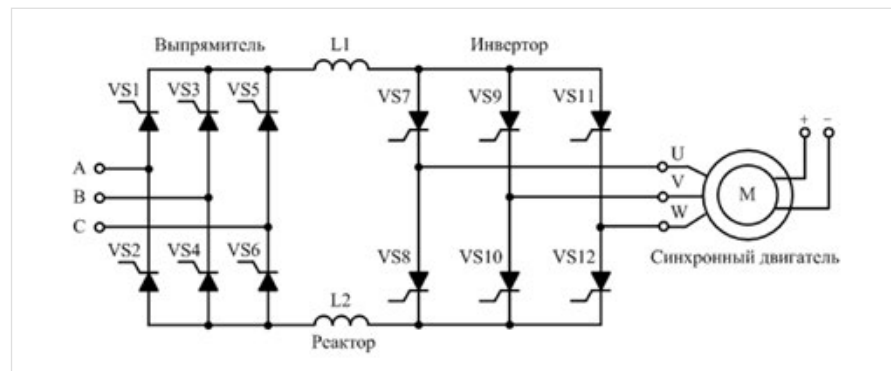 Выпрямитель
L1
Инвертор
VS1
VS3
VS5
VS7
VS9
VS11
+
−
A
B
C
U
V
W
M
VS2
VS4
VS6
VS8
VS10
VS12
Синхронный двигатель
L2
Реактор